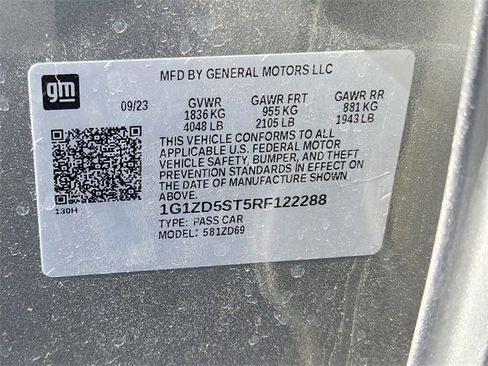 gm
MFD BY GENERAL MOTORS LLC
09/23 GVWR GAWR FRT GAWR RR
1836 KG 955 KG 881 KG
4048 LB 2105 LB 1943 LB
THIS VEHICLE CONFORMS TO ALL
APPLICABLE U.S. FEDERAL MOTOR
VEHICLE SAFETY, BUMPER, AND THEFT
PREVENTION STANDARDS IN EFFECT ON
THE DATE OF MANUFACTURE SHOWN
ABOVE.
130H
1G1ZD5ST5RF122288
TYPE: PASS CAR
MODEL: 581ZD69